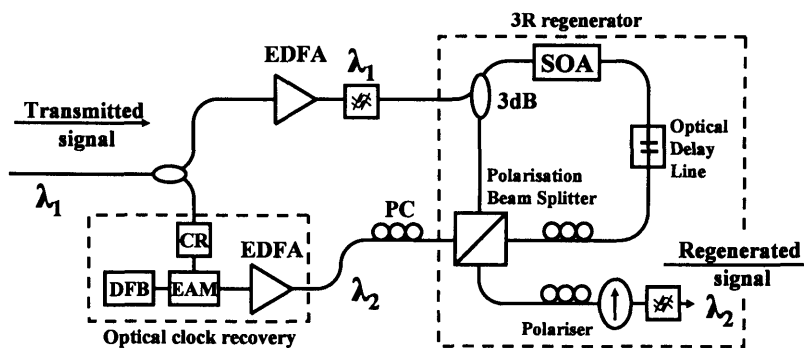 3R regenerator
EDFA
λ1
SOA
Transmitted
signal
3dB
Optical
Delay
Line
λ1
Polarisation
Beam Splitter
PC
CR
EDFA
Regenerated
signal
DFB
EAM
λ2
λ2
Optical clock recovery
Polariser